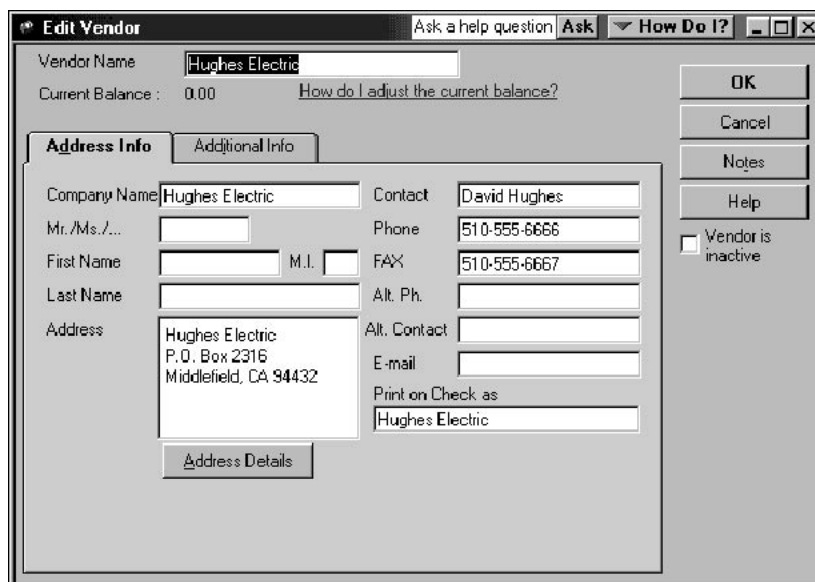 Edit Vendor Ask a help question Ask How Do I?
Vendor Name Hughes Electric
Current Balance : 0.00 How do I adjust the current balance?
OK
Cancel
Notes
Help
Vendor is
inactive
Address Info Additional Info
Company Name Hughes Electric
Mr./Ms./...
First Name M.I.
Last Name
Address
Hughes Electric
P.O. Box 2316
Middlefield, CA 94432
Address Details
Contact David Hughes
Phone 510-555-6666
FAX 510-555-6667
Alt. Ph.
Alt. Contact
E-mail
Print on Check as
Hughes Electric